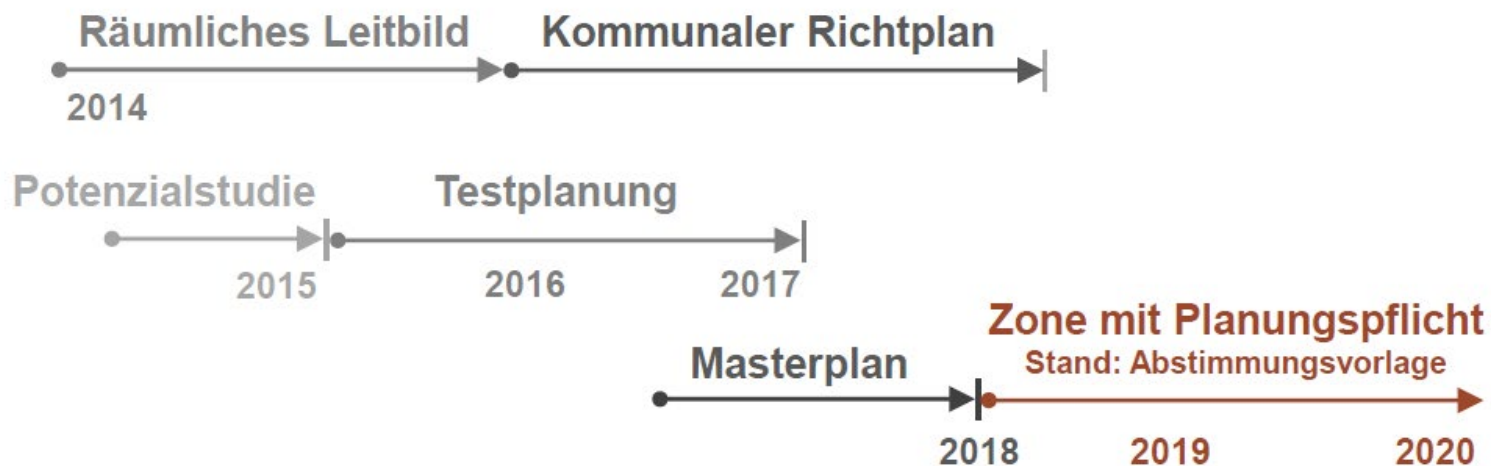 Räumliches Leitbild Kommunaler Richtplan
2014
Potenzialstudie Testplanung
2015 2016 2017
Zone mit Planungspflicht
Masterplan Stand: Abstimmungsvorlage
2018 2019 2020